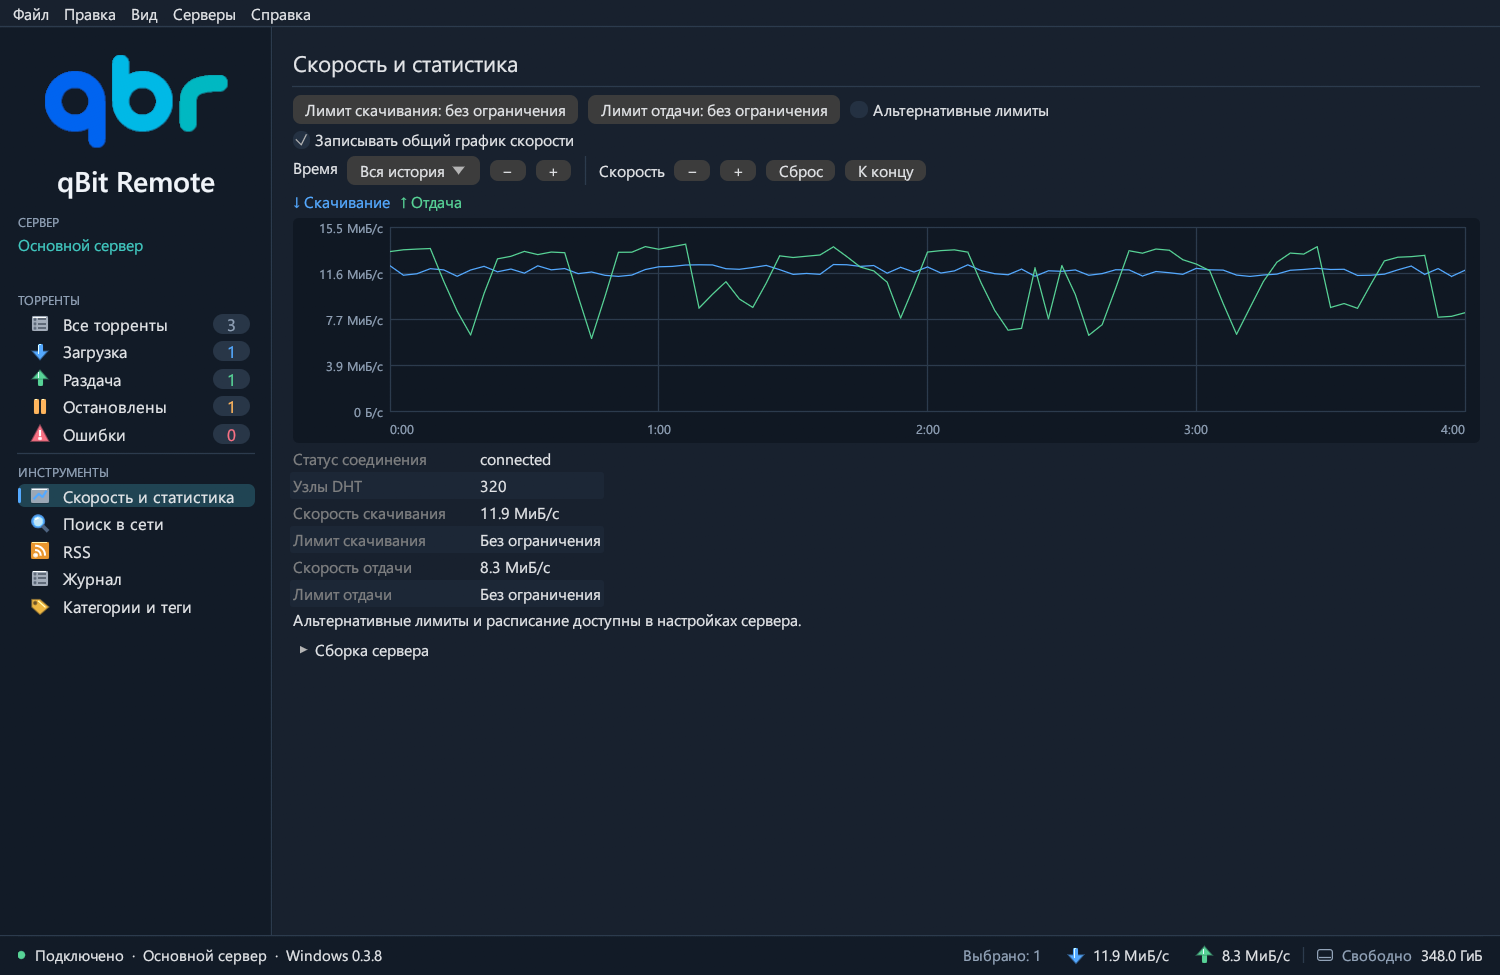 Файл Правка Вид Серверы Справка
qbr
qBit Remote
СЕРВЕР
Основной сервер
ТОРРЕНТЫ
Все торренты 3
Загрузка 1
Раздача 1
Остановлены 1
Ошибки 0
ИНСТРУМЕНТЫ
Скорость и статистика
Поиск в сети
RSS
Журнал
Категории и теги
Скорость и статистика
Лимит скачивания: без ограничения Лимит отдачи: без ограничения Альтернативные лимиты
Записывать общий график скорости
Время Вся история − + Скорость − + Сброс К концу
↓ Скачивание ↑ Отдача
15.5 МиБ/с
11.6 МиБ/с
7.7 МиБ/с
3.9 МиБ/с
0 Б/с
0:00 1:00 2:00 3:00 4:00
Статус соединения connected
Узлы DHT 320
Скорость скачивания 11.9 МиБ/с
Лимит скачивания Без ограничения
Скорость отдачи 8.3 МиБ/с
Лимит отдачи Без ограничения
Альтернативные лимиты и расписание доступны в настройках сервера.
Сборка сервера
Подключено · Основной сервер · Windows 0.3.8 Выбрано: 1 11.9 МиБ/с 8.3 МиБ/с Свободно 348.0 ГиБ